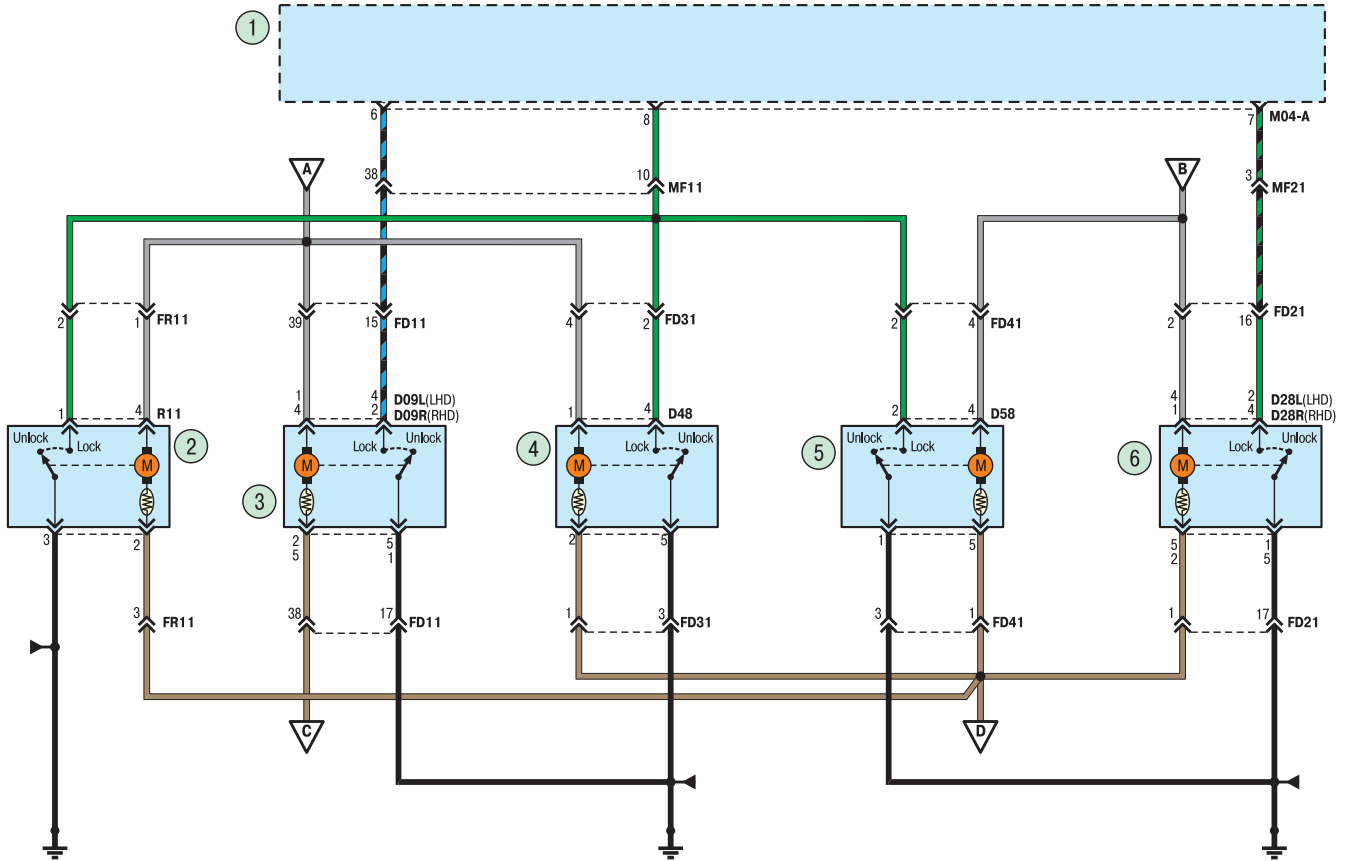 1
6 8 7 M04-A
A 38 10 MF11 B 3 MF21
2 1 FR11 39 15 FD11 4 2 FD31 2 4 FD41 2 16 FD21
1 4 R11 1 4 D09L(LHD) 1 4 D48 2 4 D58 4 2 D28L(LHD)
4 2 D09R(RHD) 1 4 D28R(RHD)
Unlock Lock 2 Lock Unlock 4 Lock Unlock Unlock Lock 5 6 Lock Unlock
M M M M M
3
3 2 2 5 2 5 1 5 5 1
5 1 2 5
3 FR11 38 17 FD11 1 3 FD31 3 1 FD41 1 17 FD21
C D